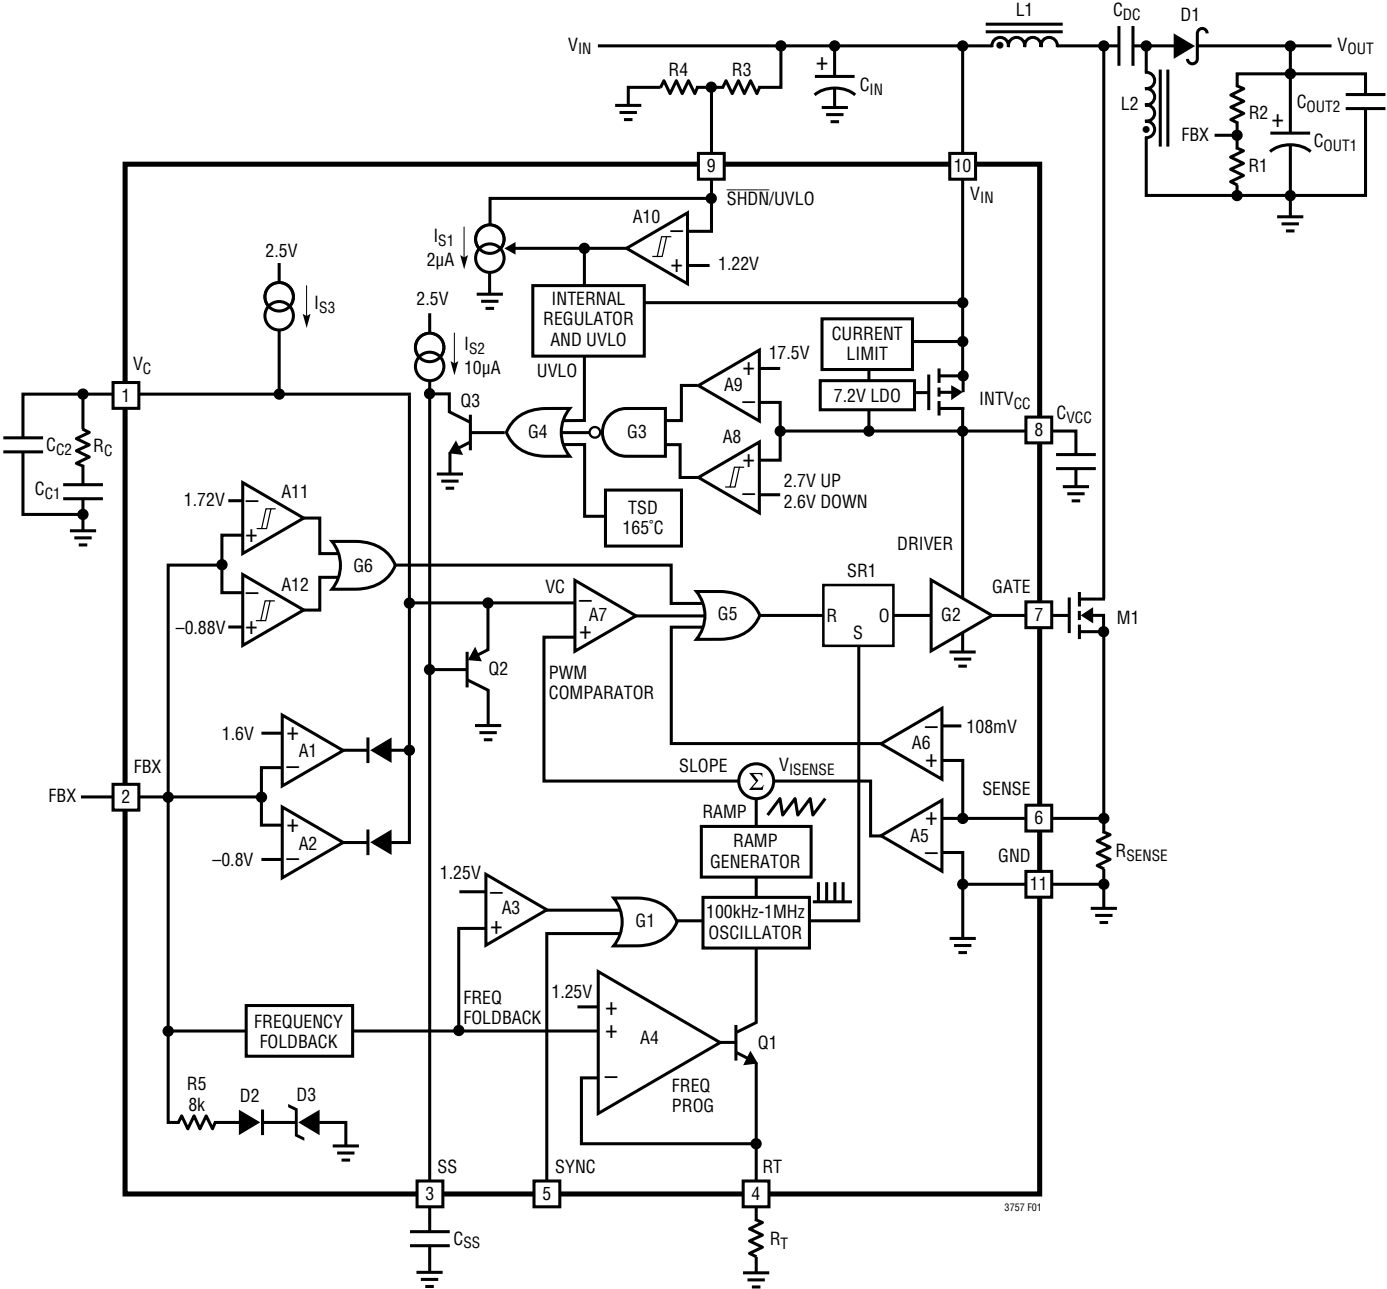 L1
CDC
D1
VIN
VOUT
R4
R3
+
CIN
L2
R2
COUT2
FBX
+
COUT1
R1
9
10
SHDN/UVLO
VIN
A10
−
IS1
2µA
+
1.22V
2.5V
IS3
2.5V
INTERNAL
REGULATOR
AND UVLO
CURRENT
LIMIT
IS2
10µA
17.5V
VC
UVLO
+
A9
−
7.2V LDO
INTVCC
1
Q3
CVCC
G4
G3
A8
8
CC2
RC
+
−
2.7V UP
2.6V DOWN
CC1
1.72V
−
A11
+
TSD
165˚C
DRIVER
G6
−
A12
SR1
GATE
VC
−
A7
+
G5
R
O
S
G2
7
M1
–0.88V
+
Q2
PWM
COMPARATOR
1.6V
+
A1
−
−
108mV
A6
+
FBX
SLOPE
Σ
VISENSE
SENSE
FBX
2
RAMP
+
A5
−
6
+
A2
−
–0.8V
RAMP
GENERATOR
GND
RSENSE
1.25V
−
A3
+
11
G1
100kHz-1MHz
OSCILLATOR
FREQ
FOLDBACK
1.25V
+
+
A4
−
FREQUENCY
FOLDBACK
Q1
R5
8k
D2
D3
FREQ
PROG
SS
SYNC
RT
3
5
4
3757 F01
CSS
RT